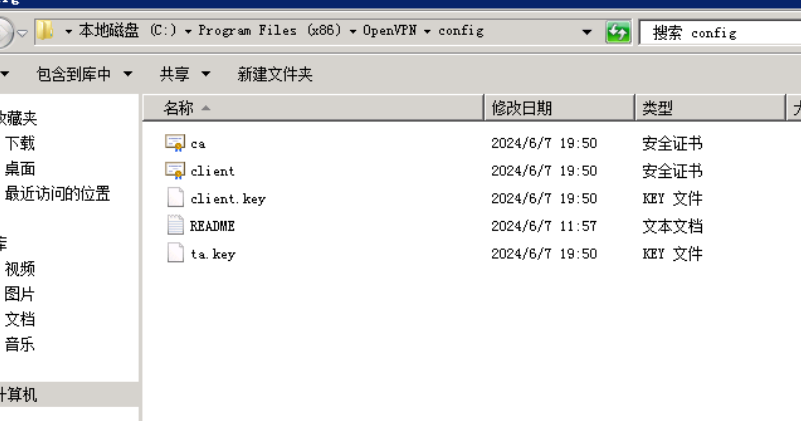 本地磁盘 (C:) Program Files (x86) OpenVPN config 搜索 config
包含到库中 共享 新建文件夹
名称 修改日期 类型
ca 2024/6/7 19:50 安全证书
client 2024/6/7 19:50 安全证书
client.key 2024/6/7 19:50 KEY 文件
README 2024/6/7 11:57 文本文档
ta.key 2024/6/7 19:50 KEY 文件
藏夹
下载
桌面
最近访问的位置
库
视频
图片
文档
音乐
计算机